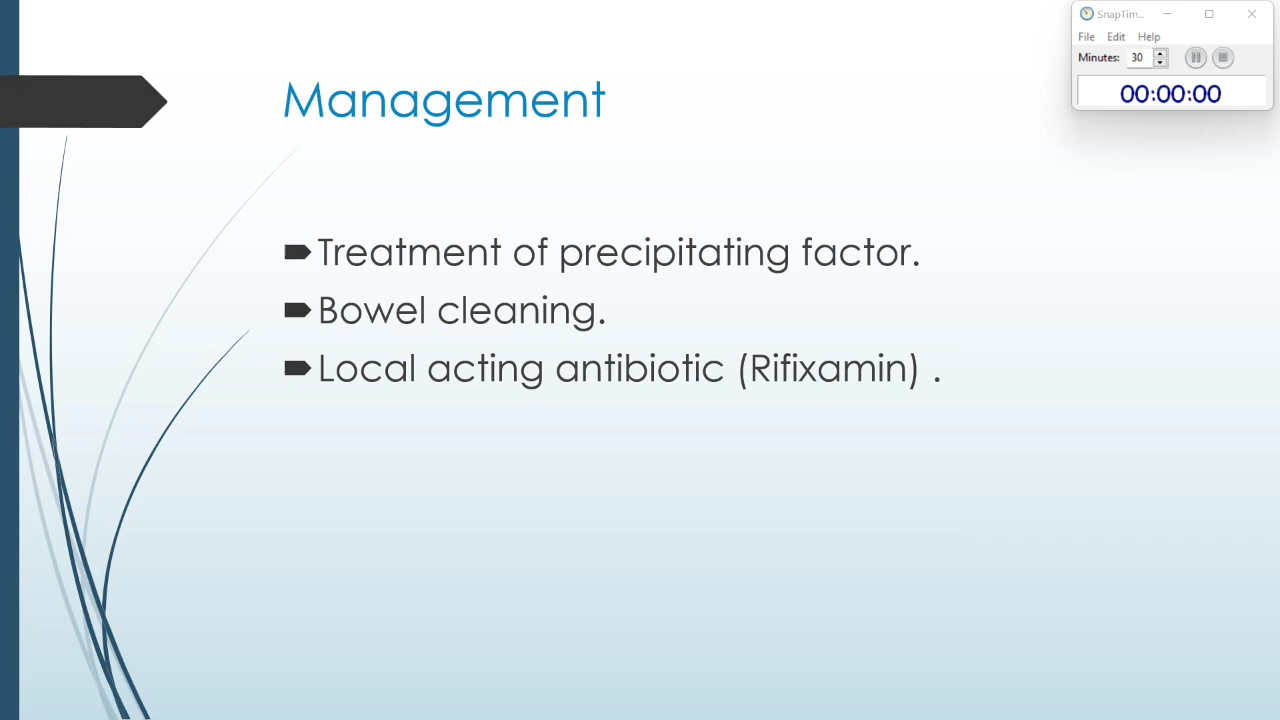 SnapTim...
File Edit Help
Minutes: 30
00:00:00
Management
Treatment of precipitating factor.
Bowel cleaning.
Local acting antibiotic (Rifixamin) .